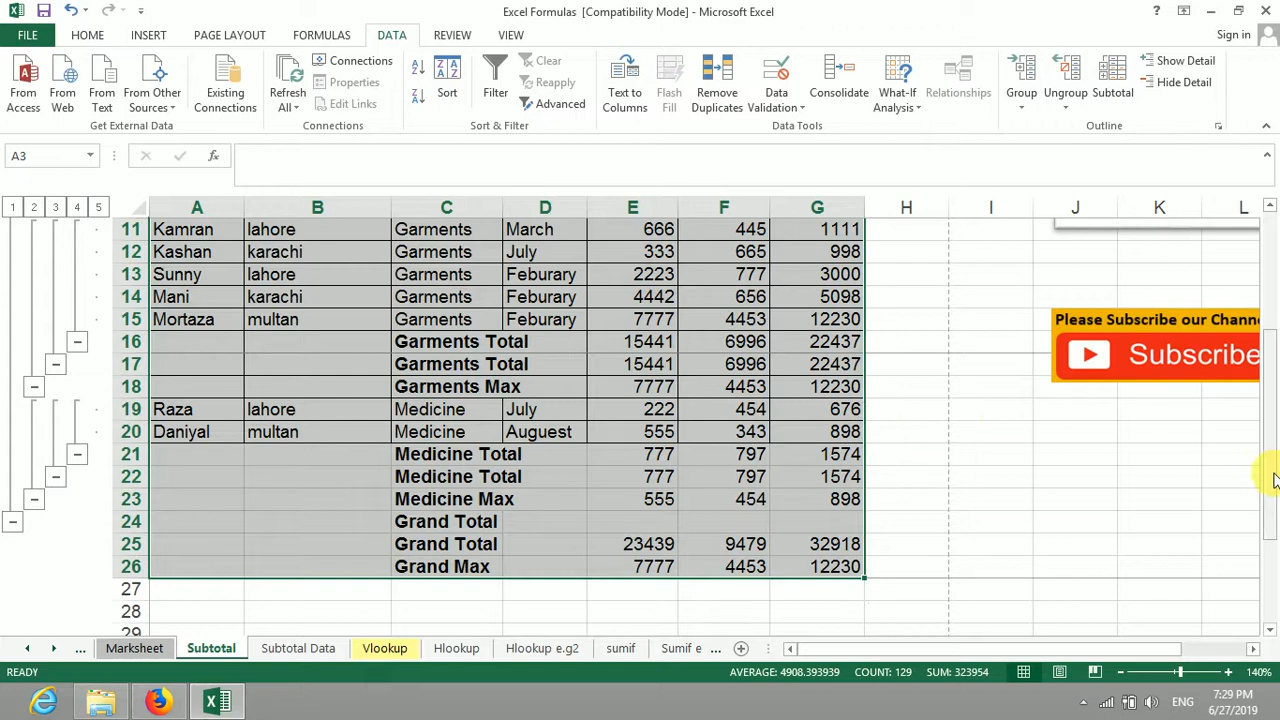 Excel Formulas [Compatibility Mode] - Microsoft Excel
FILE HOME INSERT PAGE LAYOUT FORMULAS DATA REVIEW VIEW Sign in
From Access
From Web
From Text
From Other Sources
Get External Data
Existing Connections
Refresh All
Connections
Properties
Edit Links
Connections
Sort
Filter
Clear
Reapply
Advanced
Sort & Filter
Text to Columns
Flash Fill
Remove Duplicates
Data Validation
Consolidate
What-If Analysis
Relationships
Data Tools
Group
Ungroup
Subtotal
Show Detail
Hide Detail
Outline
A3 fx
1 2 3 4 5 A B C D E F G H I J K L
11 Kamran lahore Garments March 666 445 1111
12 Kashan karachi Garments July 333 665 998
13 Sunny lahore Garments Feburary 2223 777 3000
14 Mani karachi Garments Feburary 4442 656 5098
15 Mortaza multan Garments Feburary 7777 4453 12230
16 Garments Total 15441 6996 22437
17 Garments Total 15441 6996 22437
18 Garments Max 7777 4453 12230
19 Raza lahore Medicine July 222 454 676
20 Daniyal multan Medicine Auguest 555 343 898
21 Medicine Total 777 797 1574
22 Medicine Total 777 797 1574
23 Medicine Max 555 454 898
24 Grand Total
25 Grand Total 23439 9479 32918
26 Grand Max 7777 4453 12230
27
28
29
Please Subscribe our Channe
Subscribe
... Marksheet Subtotal Subtotal Data Vlookup Hlookup Hlookup e.g2 sumif Sumif e ...
READY AVERAGE: 4908.393939 COUNT: 129 SUM: 323954 140%
ENG 7:29 PM
6/27/2019